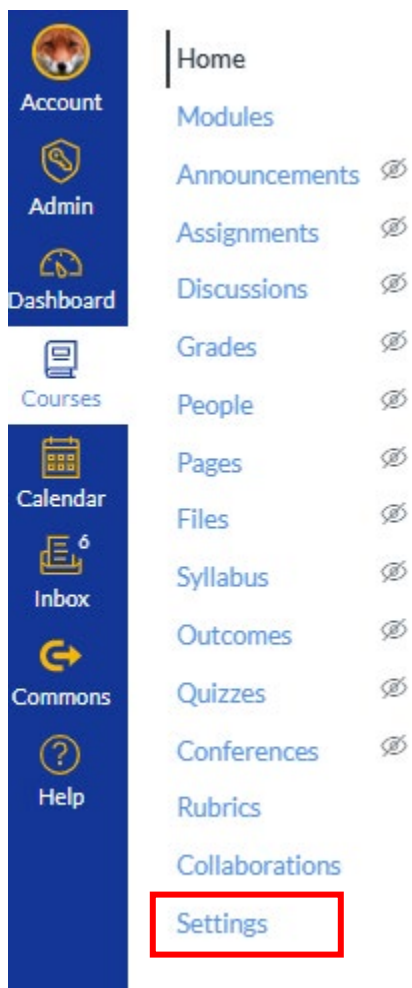 Account
Admin
Dashboard
Courses
Calendar
6
Inbox
Commons
Help
Home
Modules
Announcements
Assignments
Discussions
Grades
People
Pages
Files
Syllabus
Outcomes
Quizzes
Conferences
Rubrics
Collaborations
Settings